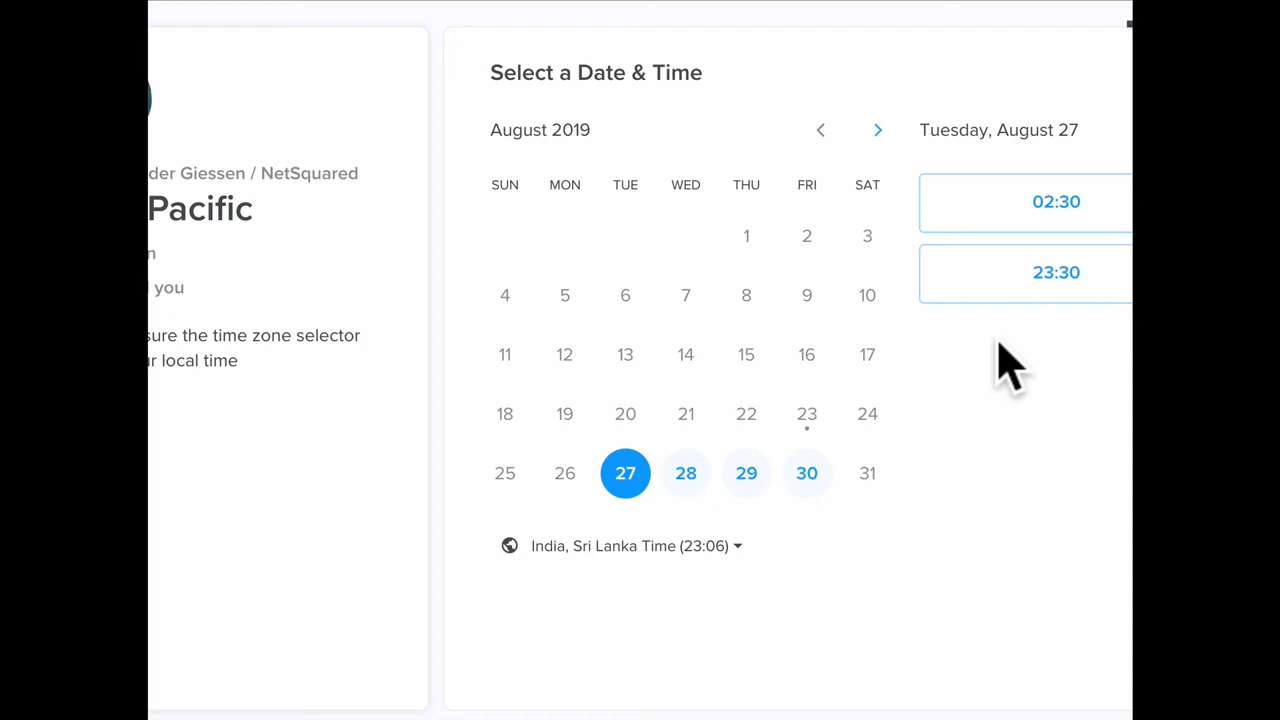 der Giessen / NetSquared
Pacific
n
you
sure the time zone selector
ur local time
Select a Date & Time
August 2019
SUN MON TUE WED THU FRI SAT
1 2 3
4 5 6 7 8 9 10
11 12 13 14 15 16 17
18 19 20 21 22 23 24
25 26 27 28 29 30 31
India, Sri Lanka Time (23:06)
Tuesday, August 27
02:30
23:30